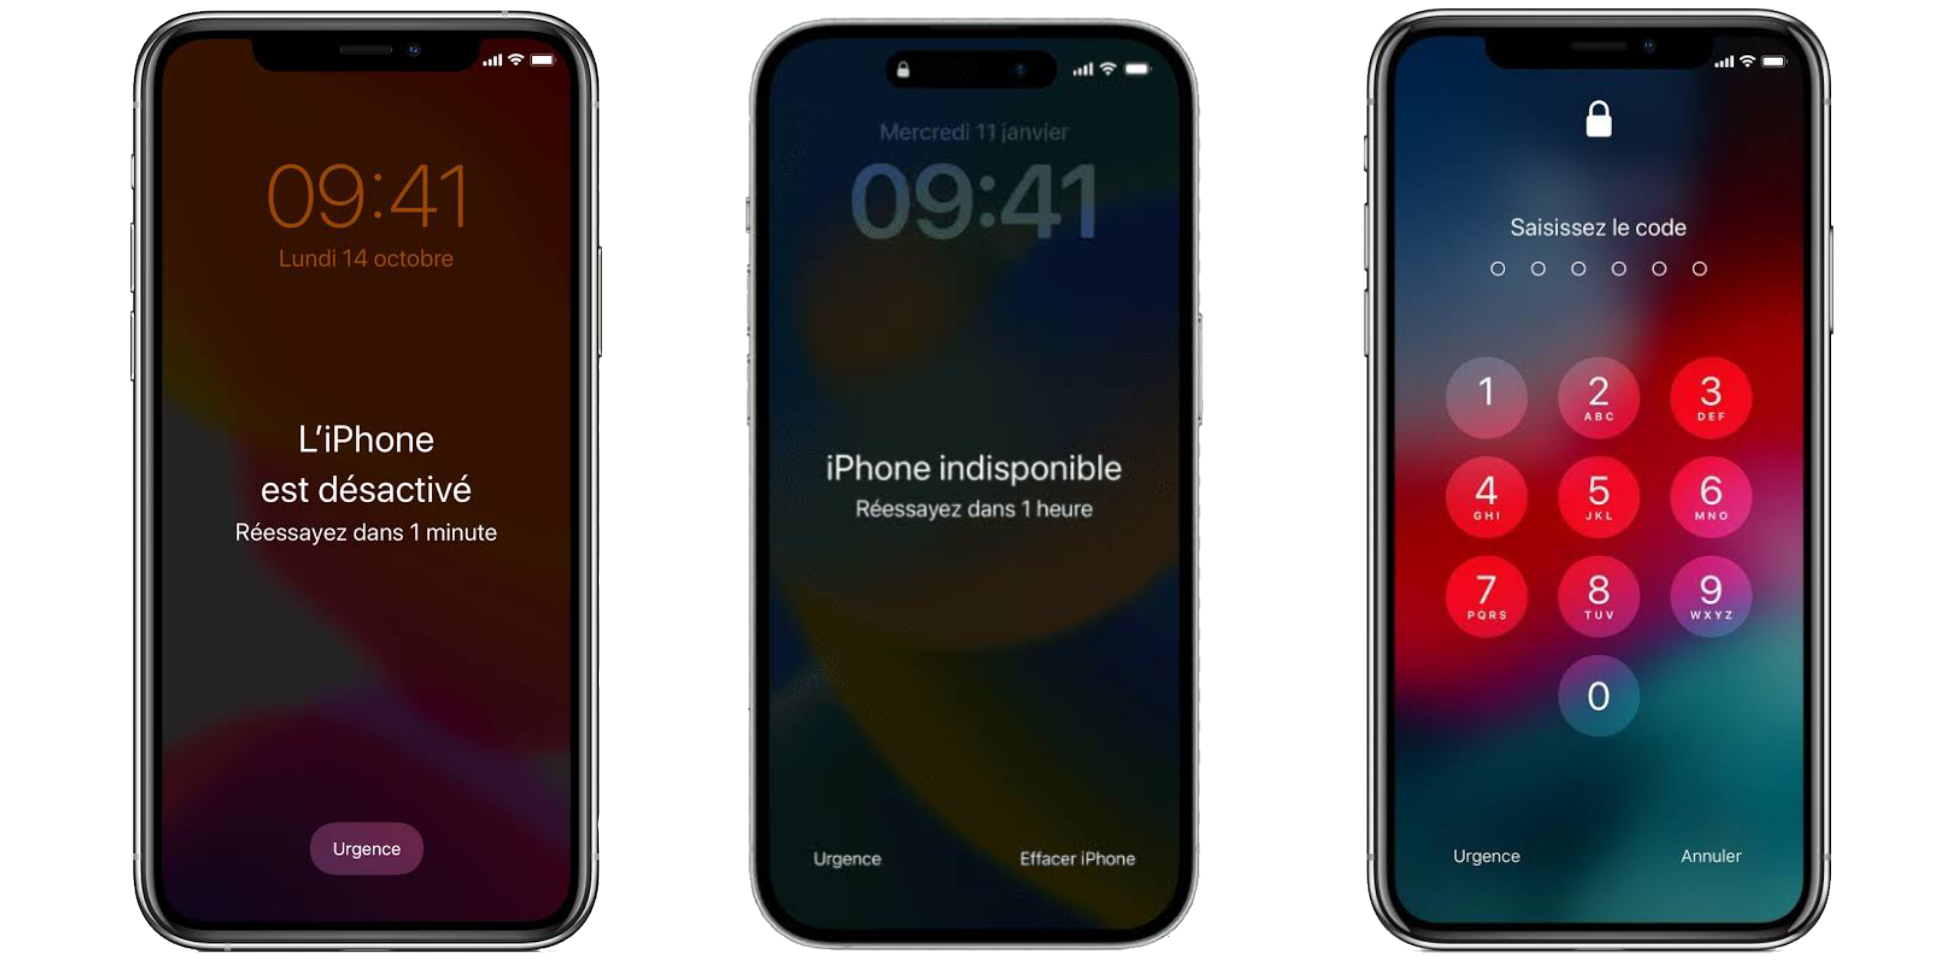 09:41
Lundi 14 octobre
L'iPhone
est désactivé
Réessayez dans 1 minute
Urgence
Mercredi 11 janvier
09:41
iPhone indisponible
Réessayez dans 1 heure
Urgence
Effacer iPhone
Saisissez le code
1
2 ABC
3 DEF
4 GHI
5 JKL
6 MNO
7 PQRS
8 TUV
9 WXYZ
0
Urgence
Annuler